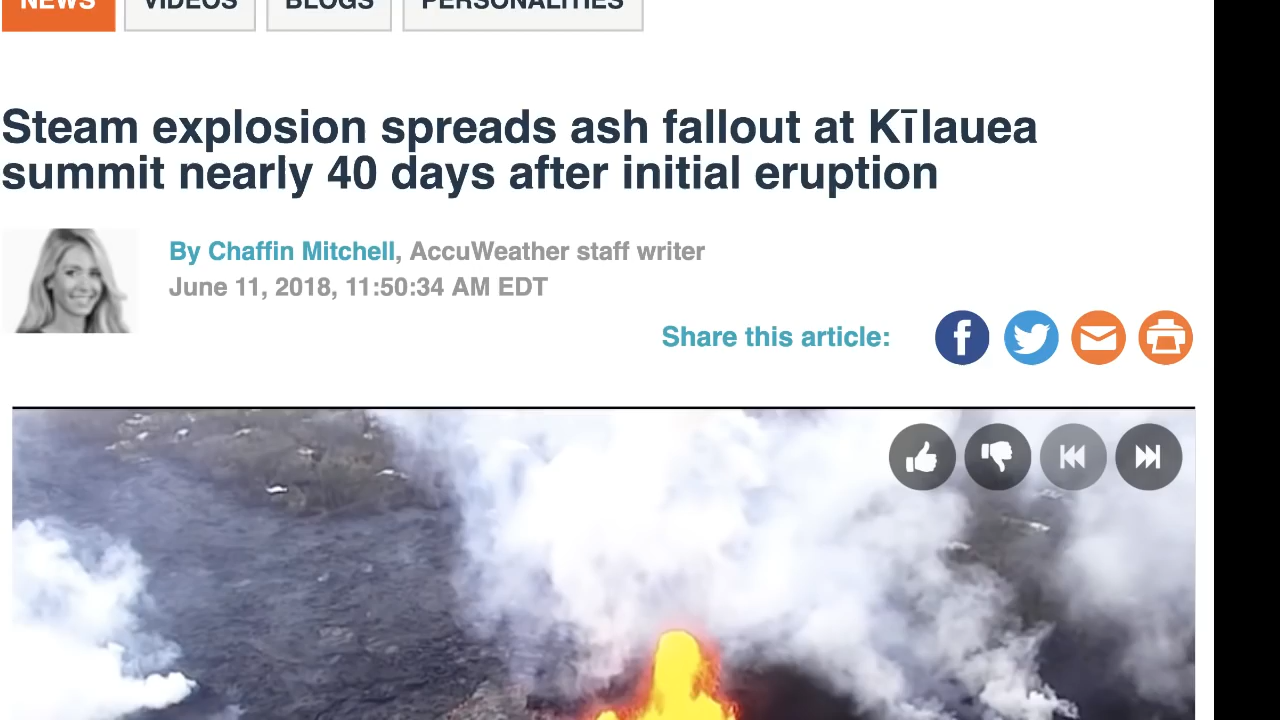 NEWS VIDEOS BLOGS PERSONALITIES
Steam explosion spreads ash fallout at Kīlauea
summit nearly 40 days after initial eruption
By Chaffin Mitchell, AccuWeather staff writer
June 11, 2018, 11:50:34 AM EDT
Share this article: